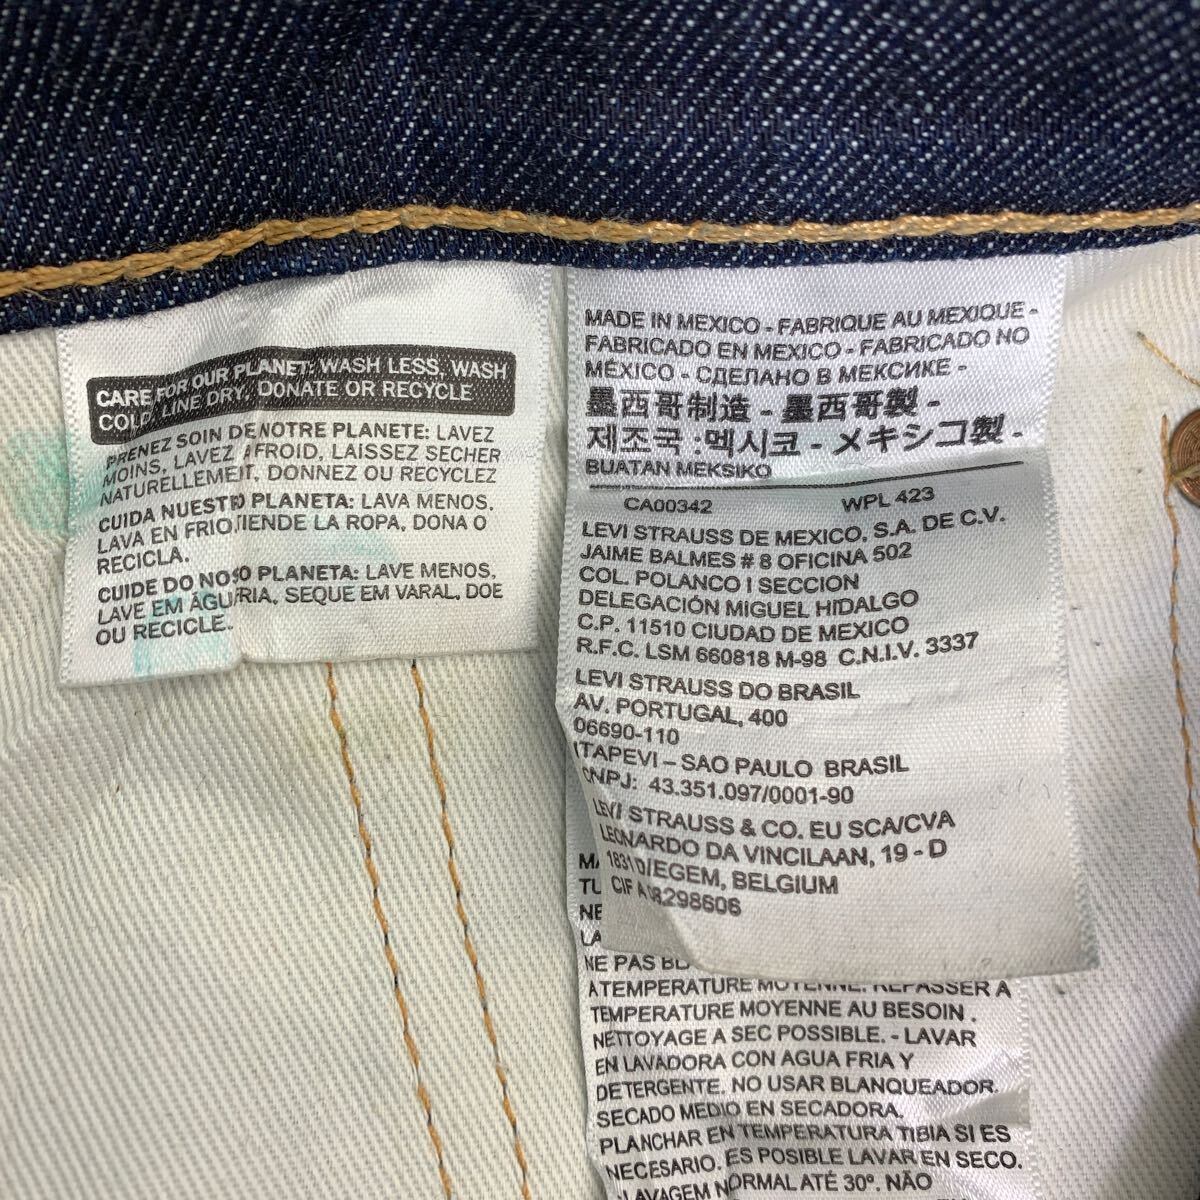 CARE FOR OUR PLANET: WASH LESS, WASH
COLD, LINE DRY, DONATE OR RECYCLE
PRENEZ SOIN DE NOTRE PLANETE: LAVEZ
MOINS, LAVEZ FROID, LAISSEZ SECHER
NATURELLEMENT, DONNEZ OU RECYCLEZ
CUIDA NUESTRO PLANETA: LAVA MENOS,
LAVA EN FRIO, TIENDE LA ROPA, DONA O
RECICLA.
CUIDE DO NOSSO PLANETA: LAVE MENOS,
LAVE EM ÁGUA FRIA, SEQUE EM VARAL, DOE
OU RECICLE.
MADE IN MEXICO - FABRIQUE AU MEXIQUE -
FABRICADO EN MEXICO - FABRICADO NO
MÉXICO - СДЕЛАНО В МЕКСИКЕ -
墨西哥制造 - 墨西哥製 -
제조국 : 멕시코 - メキシコ製 -
BUATAN MEKSIKO
CA00342 WPL 423
LEVI STRAUSS DE MEXICO, S.A. DE C.V.
JAIME BALMES # 8 OFICINA 502
COL. POLANCO I SECCION
DELEGACIÓN MIGUEL HIDALGO
C.P. 11510 CIUDAD DE MEXICO
R.F.C. LSM 660818 M-98 C.N.I.V. 3337
LEVI STRAUSS DO BRASIL
AV. PORTUGAL, 400
06690-110
ITAPEVI – SAO PAULO BRASIL
CNPJ: 43.351.097/0001-90
LEVI STRAUSS & CO. EU SCA/CVA
LEONARDO DA VINCILAAN, 19 - D
1831 D/EGEM, BELGIUM
CIF A 08298606
NE PAS
A TEMPERATURE MOYENNE. REPASSER A
TEMPERATURE MOYENNE AU BESOIN .
NETTOYAGE A SEC POSSIBLE. - LAVAR
EN LAVADORA CON AGUA FRIA Y
DETERGENTE. NO USAR BLANQUEADOR.
SECADO MEDIO EN SECADORA.
PLANCHAR EN TEMPERATURA TIBIA SI ES
NECESARIO. ES POSIBLE LAVAR EN SECO.
LAVAGEM NORMAL ATÉ 30º. NÃO